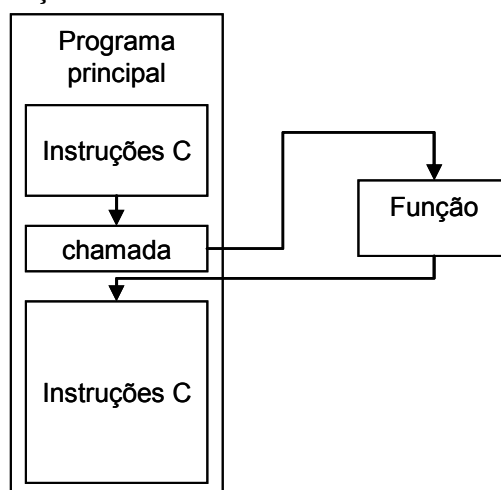 Programa
principal
Instruções C
chamada
Função
Instruções C